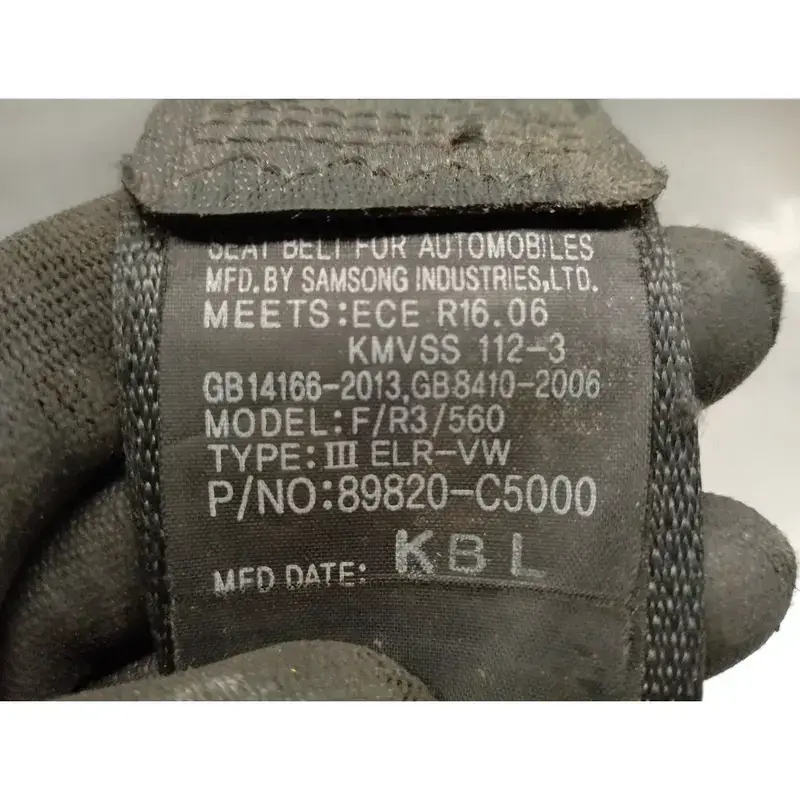 SEAT BELT FOR AUTOMOBILES
MFD. BY SAMSONG INDUSTRIES,LTD.
MEETS:ECE R16.06
KMVSS 112-3
GB14166-2013,GB8410-2006
MODEL:F/R3/560
TYPE:III ELR-VW
P/NO:89820-C5000
MFD DATE: KBL